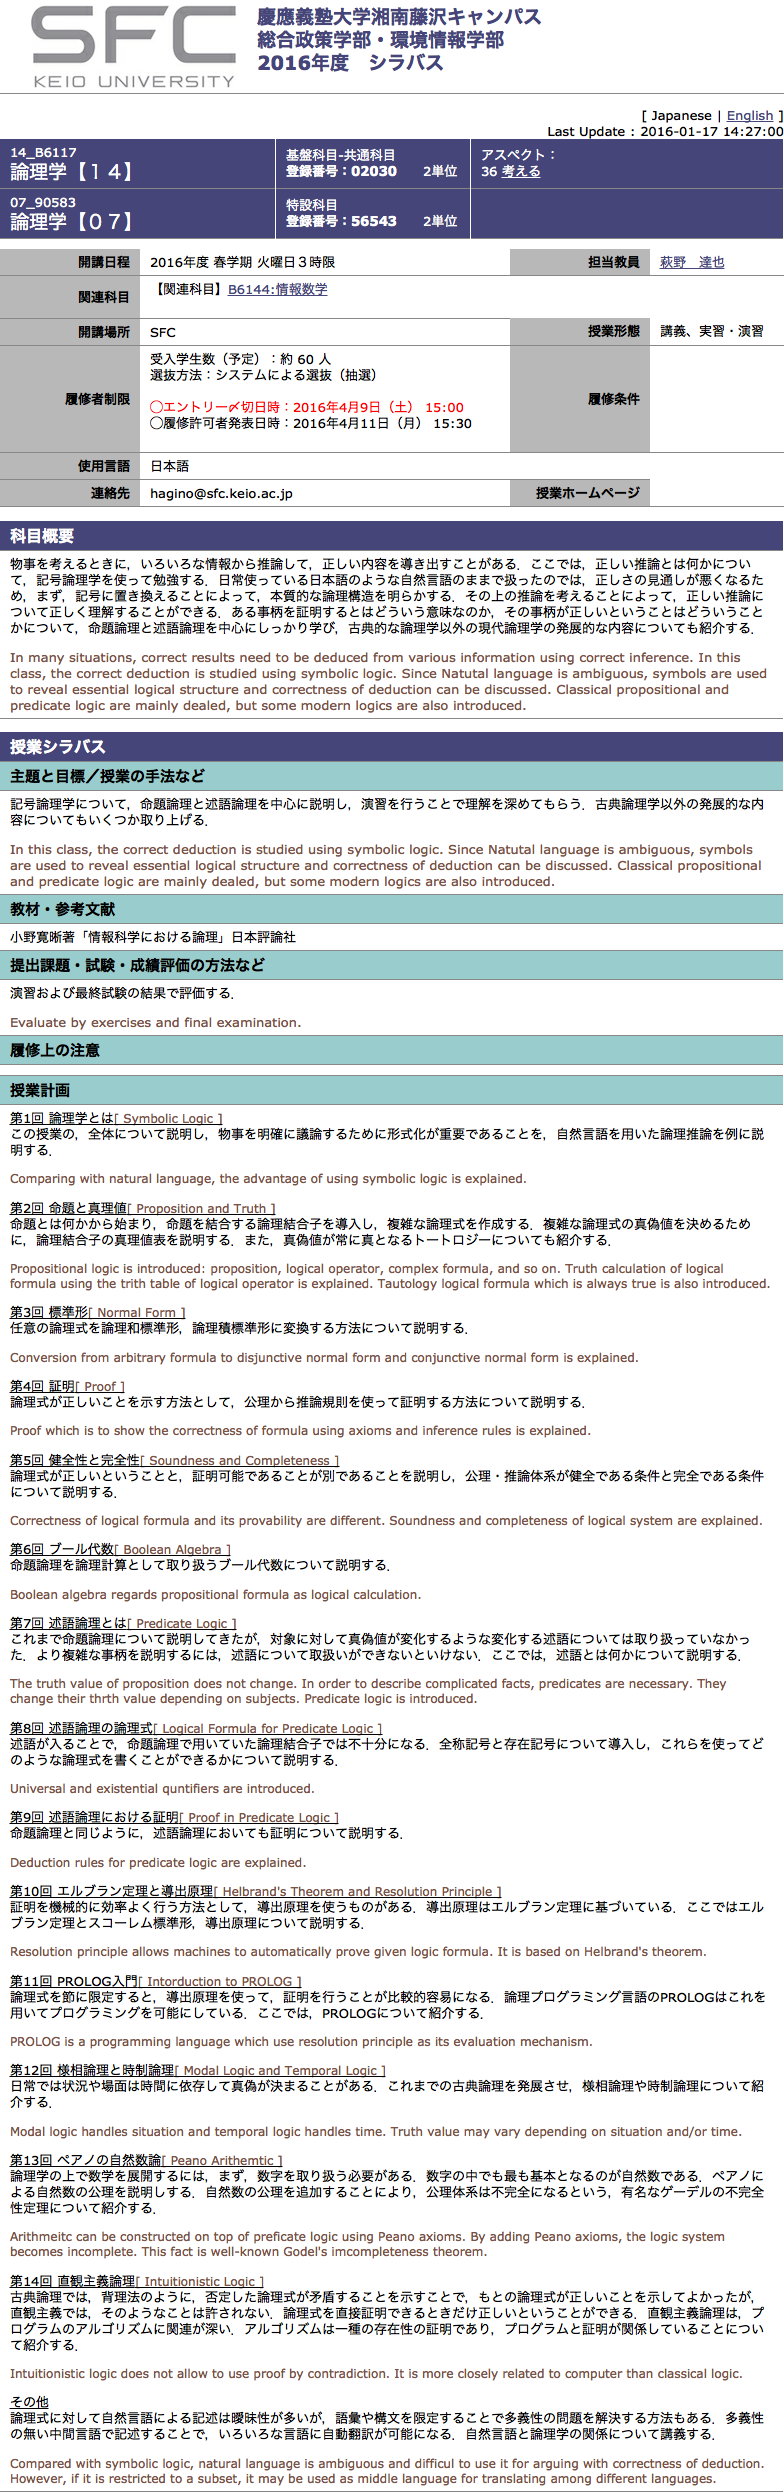 SFC
KEIO UNIVERSITY
慶應義塾大学湘南藤沢キャンパス
総合政策学部・環境情報学部
2016年度　シラバス
[ Japanese | English ]
Last Update : 2016-01-17 14:27:00
14_B6117
論理学【１４】
基盤科目-共通科目
登録番号：02030　2単位
アスペクト：
36 考える
07_90583
論理学【０７】
特設科目
登録番号：56543　2単位
開講日程　2016年度 春学期 火曜日３時限　担当教員　萩野　達也
関連科目　【関連科目】B6144:情報数学
開講場所　SFC　授業形態　講義、実習・演習
履修者制限
受入学生数（予定）：約 60 人
選抜方法：システムによる選抜（抽選）
◯エントリー〆切日時：2016年4月9日（土） 15:00
◯履修許可者発表日時：2016年4月11日（月） 15:30
履修条件
使用言語　日本語
連絡先　hagino@sfc.keio.ac.jp　授業ホームページ
科目概要
物事を考えるときに，いろいろな情報から推論して，正しい内容を導き出すことがある．ここでは，正しい推論とは何かについ
て，記号論理学を使って勉強する．日常使っている日本語のような自然言語のままで扱ったのでは，正しさの見通しが悪くなるた
め，まず，記号に置き換えることによって，本質的な論理構造を明らかする．その上の推論を考えることによって，正しい推論に
ついて正しく理解することができる．ある事柄を証明するとはどういう意味なのか，その事柄が正しいということはどういうこと
かについて，命題論理と述語論理を中心にしっかり学び，古典的な論理学以外の現代論理学の発展的な内容についても紹介する．
In many situations, correct results need to be deduced from various information using correct inference. In this
class, the correct deduction is studied using symbolic logic. Since Natutal language is ambiguous, symbols are used
to reveal essential logical structure and correctness of deduction can be discussed. Classical propositional and
predicate logic are mainly dealed, but some modern logics are also introduced.
授業シラバス
主題と目標／授業の手法など
記号論理学について，命題論理と述語論理を中心に説明し，演習を行うことで理解を深めてもらう．古典論理学以外の発展的な内
容についてもいくつか取り上げる．
In this class, the correct deduction is studied using symbolic logic. Since Natutal language is ambiguous, symbols
are used to reveal essential logical structure and correctness of deduction can be discussed. Classical propositional
and predicate logic are mainly dealed, but some modern logics are also introduced.
教材・参考文献
小野寛晰著「情報科学における論理」日本評論社
提出課題・試験・成績評価の方法など
演習および最終試験の結果で評価する．
Evaluate by exercises and final examination.
履修上の注意
授業計画
第1回 論理学とは[ Symbolic Logic ]
この授業の，全体について説明し，物事を明確に議論するために形式化が重要であることを，自然言語を用いた論理推論を例に説
明する．
Comparing with natural language, the advantage of using symbolic logic is explained.
第2回 命題と真理値[ Proposition and Truth ]
命題とは何かから始まり，命題を結合する論理結合子を導入し，複雑な論理式を作成する．複雑な論理式の真偽値を決めるため
に，論理結合子の真理値表を説明する．また，真偽値が常に真となるトートロジーについても紹介する．
Propositional logic is introduced: proposition, logical operator, complex formula, and so on. Truth calculation of logical
formula using the trith table of logical operator is explained. Tautology logical formula which is always true is also introduced.
第3回 標準形[ Normal Form ]
任意の論理式を論理和標準形，論理積標準形に変換する方法について説明する．
Conversion from arbitrary formula to disjunctive normal form and conjunctive normal form is explained.
第4回 証明[ Proof ]
論理式が正しいことを示す方法として，公理から推論規則を使って証明する方法について説明する．
Proof which is to show the correctness of formula using axioms and inference rules is explained.
第5回 健全性と完全性[ Soundness and Completeness ]
論理式が正しいということと，証明可能であることが別であることを説明し，公理・推論体系が健全である条件と完全である条件
について説明する．
Correctness of logical formula and its provability are different. Soundness and completeness of logical system are explained.
第6回 ブール代数[ Boolean Algebra ]
命題論理を論理計算として取り扱うブール代数について説明する．
Boolean algebra regards propositional formula as logical calculation.
第7回 述語論理とは[ Predicate Logic ]
これまで命題論理について説明してきたが，対象に対して真偽値が変化するような変化する述語については取り扱っていなかっ
た．より複雑な事柄を説明するには，述語について取扱いができないといけない．ここでは，述語とは何かについて説明する．
The truth value of proposition does not change. In order to describe complicated facts, predicates are necessary. They
change their thrth value depending on subjects. Predicate logic is introduced.
第8回 述語論理の論理式[ Logical Formula for Predicate Logic ]
述語が入ることで，命題論理で用いていた論理結合子では不十分になる．全称記号と存在記号について導入し，これらを使ってど
のような論理式を書くことができるかについて説明する．
Universal and existential quntifiers are introduced.
第9回 述語論理における証明[ Proof in Predicate Logic ]
命題論理と同じように，述語論理においても証明について説明する．
Deduction rules for predicate logic are explained.
第10回 エルブラン定理と導出原理[ Helbrand's Theorem and Resolution Principle ]
証明を機械的に効率よく行う方法として，導出原理を使うものがある．導出原理はエルブラン定理に基づいている．ここではエル
ブラン定理とスコーレム標準形，導出原理について説明する．
Resolution principle allows machines to automatically prove given logic formula. It is based on Helbrand's theorem.
第11回 PROLOG入門[ Intorduction to PROLOG ]
論理式を節に限定すると，導出原理を使って，証明を行うことが比較的容易になる．論理プログラミング言語のPROLOGはこれを
用いてプログラミングを可能にしている．ここでは，PROLOGについて紹介する．
PROLOG is a programming language which use resolution principle as its evaluation mechanism.
第12回 様相論理と時制論理[ Modal Logic and Temporal Logic ]
日常では状況や場面は時間に依存して真偽が決まることがある．これまでの古典論理を発展させ，様相論理や時制論理について紹
介する．
Modal logic handles situation and temporal logic handles time. Truth value may vary depending on situation and/or time.
第13回 ペアノの自然数論[ Peano Arithemtic ]
論理学の上で数学を展開するには，まず，数字を取り扱う必要がある．数字の中でも最も基本となるのが自然数である．ペアノに
よる自然数の公理を説明しする．自然数の公理を追加することにより，公理体系は不完全になるという，有名なゲーデルの不完全
性定理について紹介する．
Arithmeitc can be constructed on top of preficate logic using Peano axioms. By adding Peano axioms, the logic system
becomes incomplete. This fact is well-known Godel's imcompleteness theorem.
第14回 直観主義論理[ Intuitionistic Logic ]
古典論理では，背理法のように，否定した論理式が矛盾することを示すことで，もとの論理式が正しいことを示してよかったが，
直観主義では，そのようなことは許されない．論理式を直接証明できるときだけ正しいということができる．直観主義論理は，プ
ログラムのアルゴリズムに関連が深い．アルゴリズムは一種の存在性の証明であり，プログラムと証明が関係していることについ
て紹介する．
Intuitionistic logic does not allow to use proof by contradiction. It is more closely related to computer than classical logic.
その他
論理式に対して自然言語による記述は曖昧性が多いが，語彙や構文を限定することで多義性の問題を解決する方法もある．多義性
の無い中間言語で記述することで，いろいろな言語に自動翻訳が可能になる．自然言語と論理学の関係について講義する．
Compared with symbolic logic, natural language is ambiguous and difficul to use it for arguing with correctness of deduction.
However, if it is restricted to a subset, it may be used as middle language for translating among different languages.